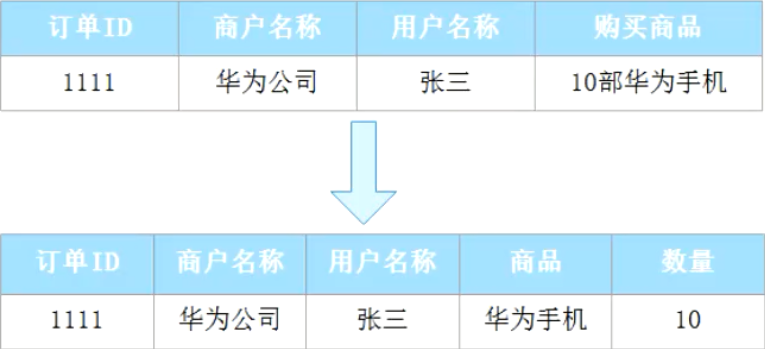 订单ID 商户名称 用户名称 购买商品
1111 华为公司 张三 10部华为手机
订单ID 商户名称 用户名称 商品 数量
1111 华为公司 张三 华为手机 10